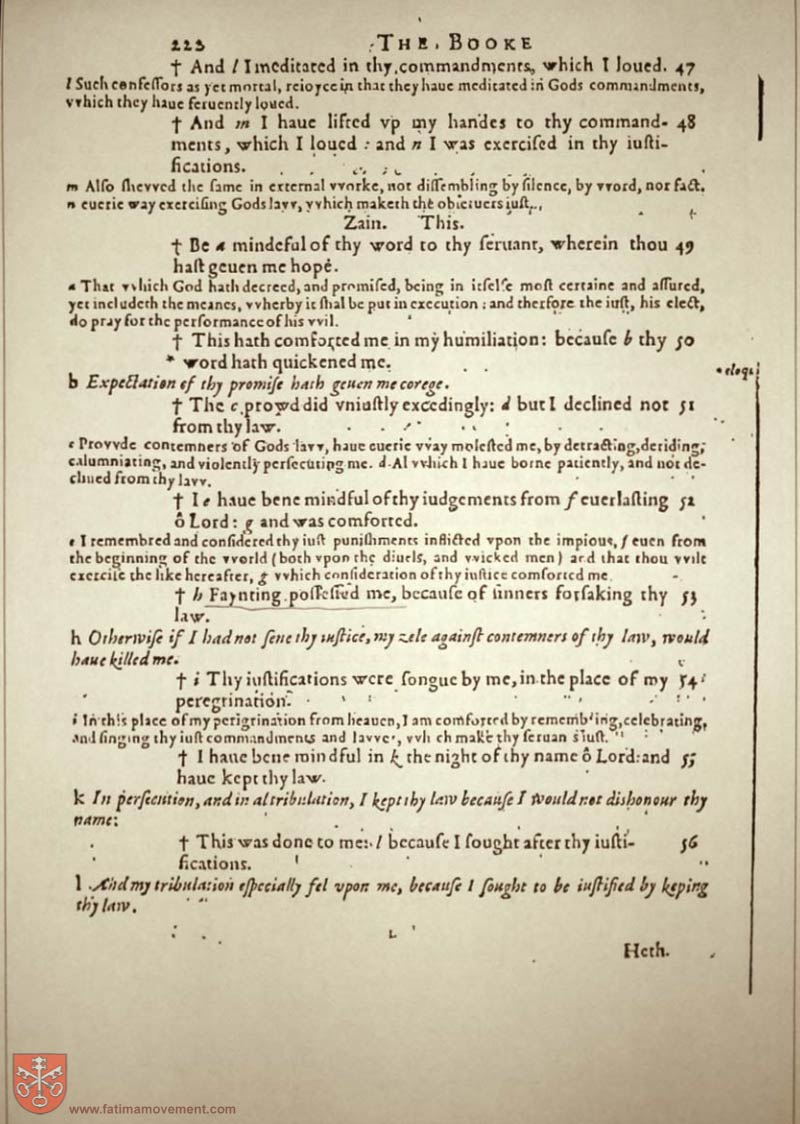 222 THE BOOKE
† And l I meditated in thy commandments, which I loued. 47
l Such confeſſors as yet mortal, reioyce in that they haue meditated in Gods commandments,
vvhich they haue feruently loued.
† And m I haue lifted vp my handes to thy command- 48
ments, which I loued : and n I was exerciſed in thy iuſti-
fications.
m Alſo ſhevved the ſame in external vvorke, not diſſembling by ſilence, by vvord, nor fact.
n euerie way exerciſing Gods lavv, vvhich maketh the obſeruers iuſt.
Zain. This.
† Be a mindeful of thy word to thy ſeruant, wherein thou 49
haſt geuen me hope.
a That vvhich God hath decreed, and promiſed, being in itſelfe moſt certaine and aſſured,
yet includeth the meanes, vvherby it ſhal be put in execution : and therfore the iuſt, his elect,
do pray for the performance of his vvil.
† This hath comforted me in my humiliation: becauſe b thy 50
* word hath quickened me. * eloqui
b Expectation of thy promiſe hath geuen me corege.
† The c prowd did vniuſtly exceedingly: d but I declined not 51
from thy law.
c Provvde contemners of Gods lavv, haue euerie vvay moleſted me, by detracting, deriding,
calumniating, and violently perſecuting me. d Al vvhich I haue borne patiently, and not de-
clined from thy lavv.
† I e haue bene mindful of thy iudgements from f euerlaſting 52
ô Lord : g and was comforted.
e I remembred and conſidered thy iuſt puniſhments inflicted vpon the impious, f euen from
the beginning of the vvorld (both vpon the diuels, and vvicked men) and that thou vvilt
exerciſe the like hereafter, g vvhich conſideration of thy iuſtice comforted me.
† h Faynting poſſeſſed me, becauſe of ſinners forſaking thy 53
law.
h Otherwiſe if I had not ſene thy iuſtice, my zele againſt contemners of thy law, would
haue killed me.
† i Thy iuſtifications were ſongue by me, in the place of my 54
peregrination.
i In this place of my perigrination from heauen, I am comforted by remembring, celebrating,
and ſinging thy iuſt commandments and lavves, vvhich make thy ſeruants iuſt.
† I haue bene mindful in k the night of thy name ô Lord: and 55
haue kept thy law.
k In perſecution, and in al tribulation, I kept thy law becauſe I would not diſhonour thy
name:
† This was done to me: l becauſe I ſought after thy iuſti- 56
fications.
l And my tribulation eſpecially fel vpon me, becauſe I ſought to be iuſtified by keping
thy law.
Heth.
www.fatimamovement.com